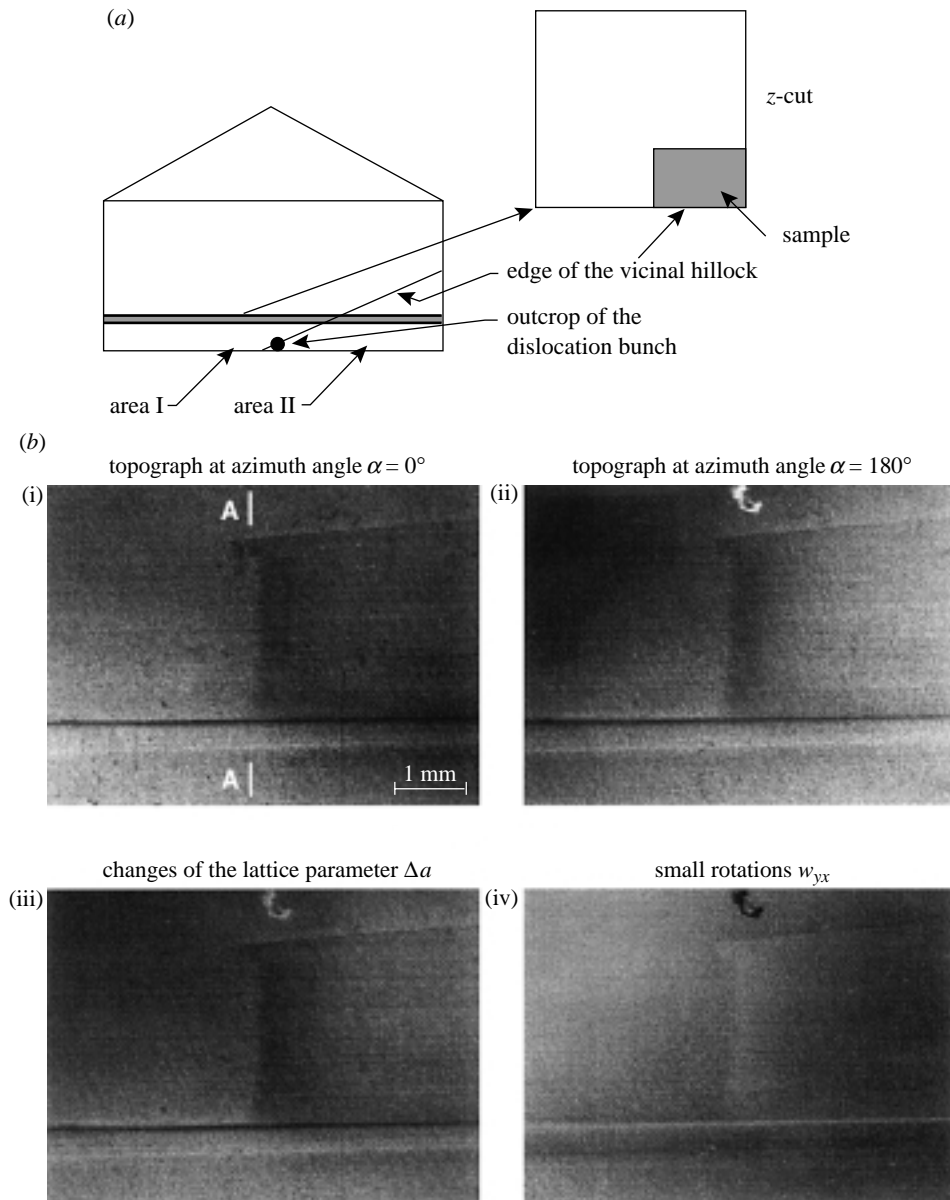 (a)
z-cut
sample
edge of the vicinal hillock
outcrop of the
dislocation bunch
area I
area II
(b)
topograph at azimuth angle α = 0°
topograph at azimuth angle α = 180°
(i)
A
(ii)
A
1 mm
changes of the lattice parameter Δa
small rotations wyx
(iii)
(iv)